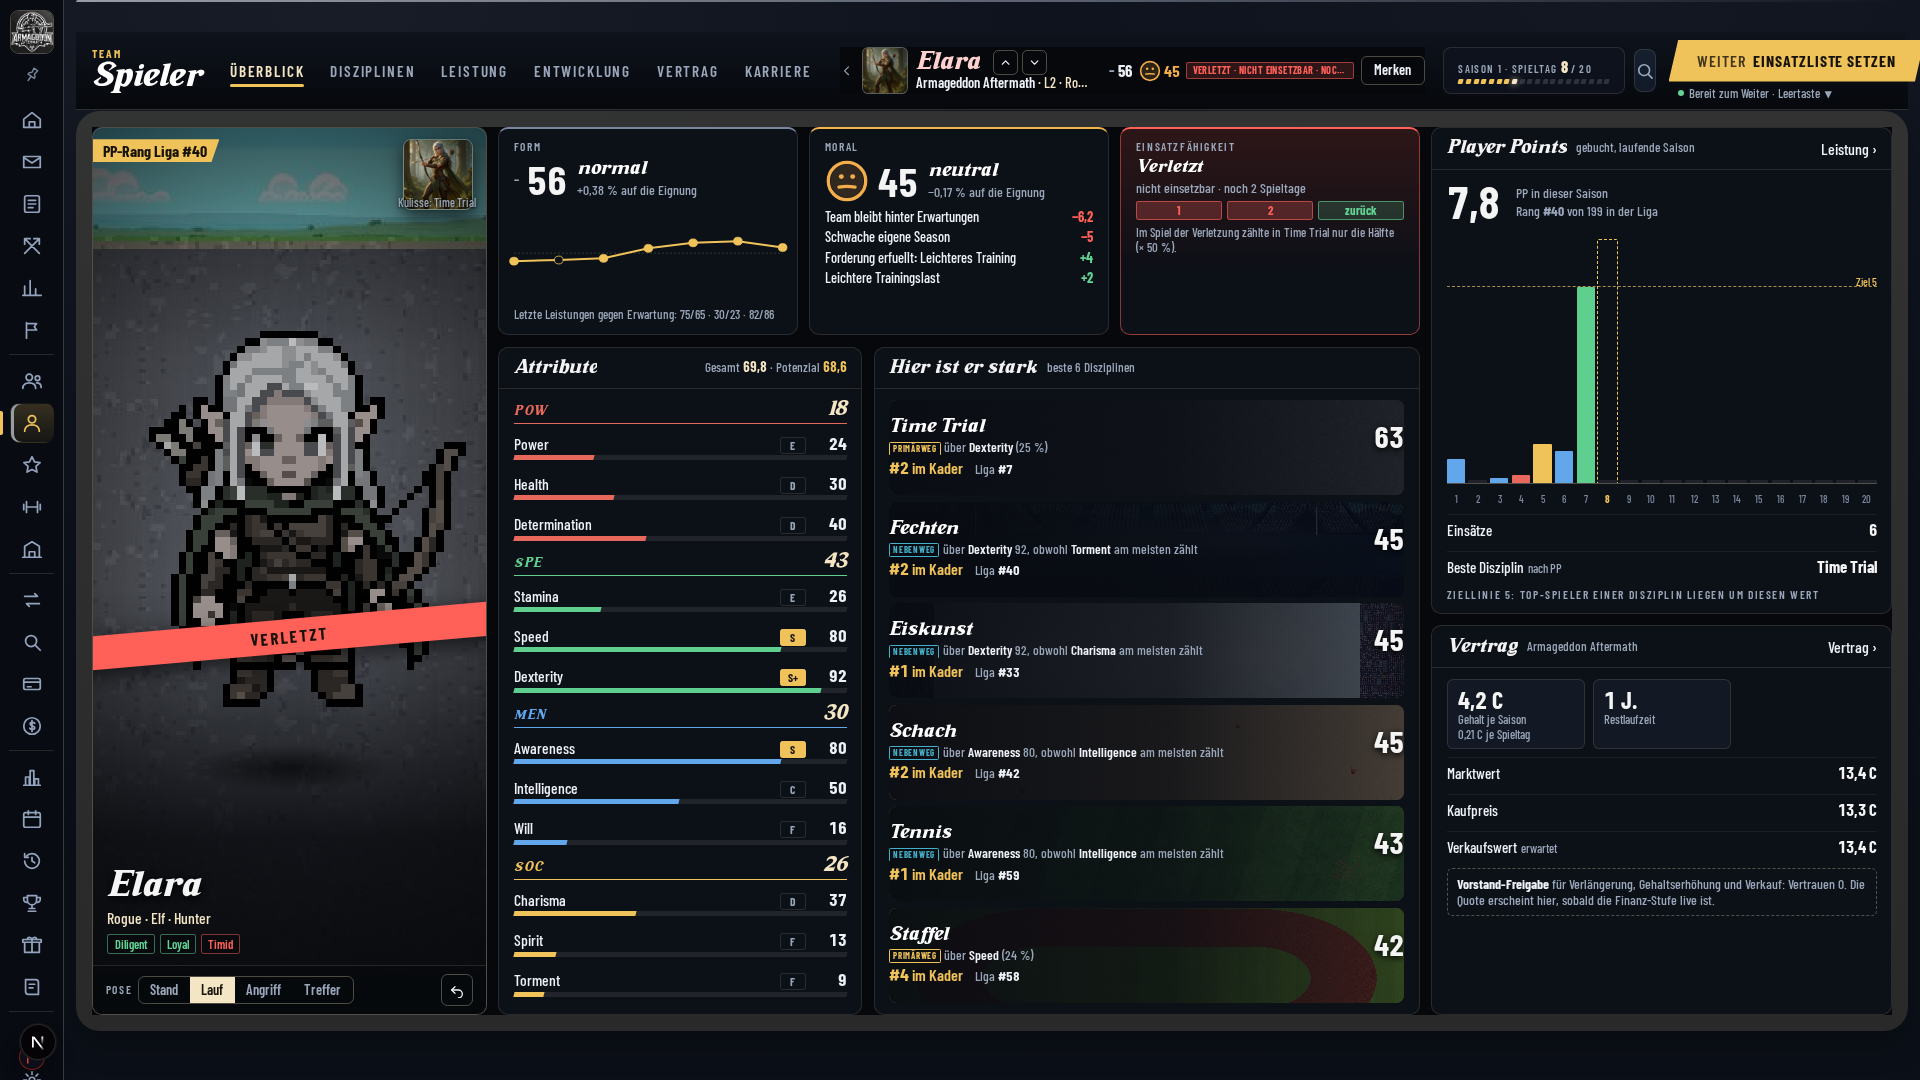 ARMAGEDDON
TEAM
Spieler
ÜBERBLICK
DISZIPLINEN
LEISTUNG
ENTWICKLUNG
VERTRAG
KARRIERE
Elara
Armageddon Aftermath · L2 · Ro...
- 56
45
VERLETZT · NICHT EINSETZBAR · NOC...
Merken
SAISON 1 · SPIELTAG 8 / 20
WEITER EINSATZLISTE SETZEN
Bereit zum Weiter · Leertaste ▼
PP-Rang Liga #40
Kulisse: Time Trial
VERLETZT
Elara
Rogue · Elf · Hunter
Diligent
Loyal
Timid
POSE
Stand
Lauf
Angriff
Treffer
FORM
- 56
normal
+0,38 % auf die Eignung
Letzte Leistungen gegen Erwartung: 75/65 · 30/23 · 82/86
MORAL
45
neutral
−0,17 % auf die Eignung
Team bleibt hinter Erwartungen −6,2
Schwache eigene Season −5
Forderung erfuellt: Leichteres Training +4
Leichtere Trainingslast +2
EINSATZFÄHIGKEIT
Verletzt
nicht einsetzbar · noch 2 Spieltage
1
2
zurück
Im Spiel der Verletzung zählte in Time Trial nur die Hälfte
(× 50 %).
Attribute
Gesamt 69,8 · Potenzial 68,6
POW 18
Power E 24
Health D 30
Determination D 40
SPE 43
Stamina E 26
Speed S 80
Dexterity S+ 92
MEN 30
Awareness S 80
Intelligence C 50
Will F 16
SOC 26
Charisma D 37
Spirit F 13
Torment F 9
Hier ist er stark beste 6 Disziplinen
Time Trial
PRIMÄRWEG über Dexterity (25 %)
#2 im Kader Liga #7
63
Fechten
NEBENWEG über Dexterity 92, obwohl Torment am meisten zählt
#2 im Kader Liga #40
45
Eiskunst
NEBENWEG über Dexterity 92, obwohl Charisma am meisten zählt
#1 im Kader Liga #33
45
Schach
NEBENWEG über Awareness 80, obwohl Intelligence am meisten zählt
#2 im Kader Liga #42
45
Tennis
NEBENWEG über Awareness 80, obwohl Intelligence am meisten zählt
#1 im Kader Liga #59
43
Staffel
PRIMÄRWEG über Speed (24 %)
#4 im Kader Liga #58
42
Player Points gebucht, laufende Saison
Leistung ›
7,8
PP in dieser Saison
Rang #40 von 199 in der Liga
Ziel 5
1 2 3 4 5 6 7 8 9 10 11 12 13 14 15 16 17 18 19 20
Einsätze 6
Beste Disziplin nach PP Time Trial
ZIELLINIE 5: TOP-SPIELER EINER DISZIPLIN LIEGEN UM DIESEN WERT
Vertrag Armageddon Aftermath
Vertrag ›
4,2 C
Gehalt je Saison
0,21 C je Spieltag
1 J.
Restlaufzeit
Marktwert 13,4 C
Kaufpreis 13,3 C
Verkaufswert erwartet 13,4 C
Vorstand-Freigabe für Verlängerung, Gehaltserhöhung und Verkauf: Vertrauen 0. Die
Quote erscheint hier, sobald die Finanz-Stufe live ist.
N